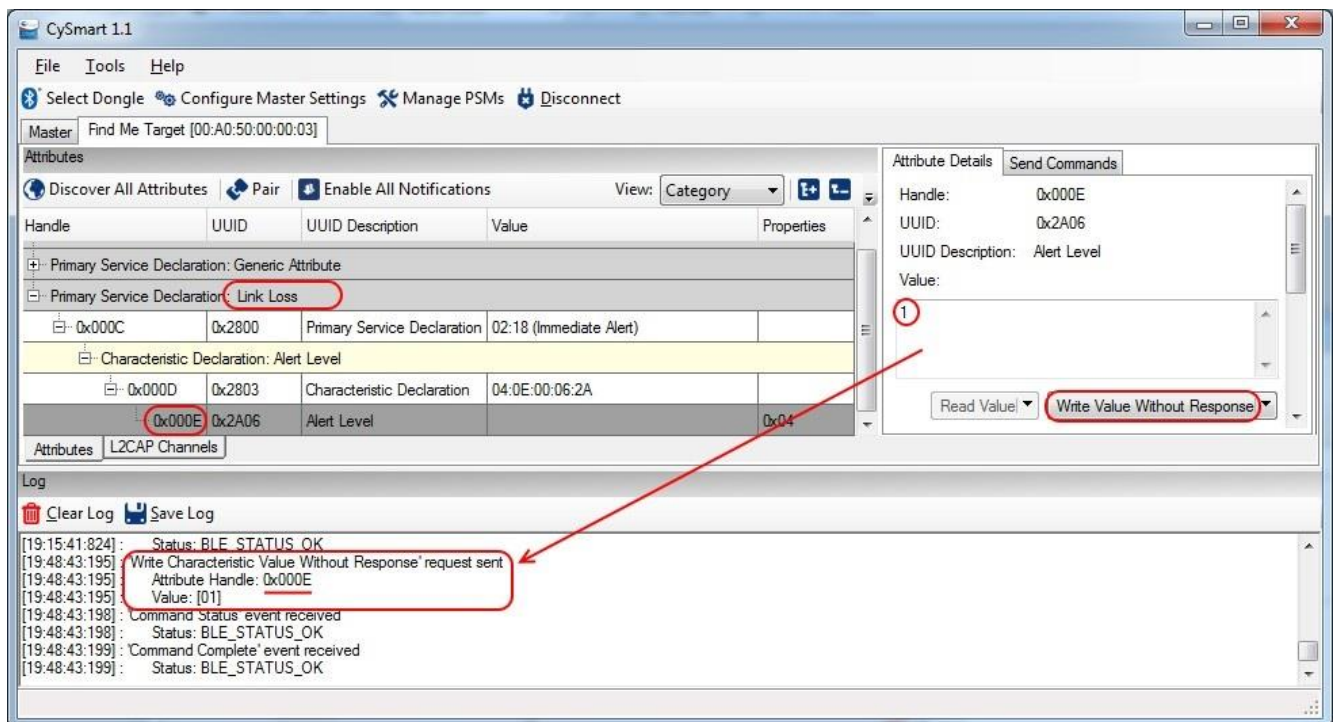 CySmart 1.1
File Tools Help
Select Dongle Configure Master Settings Manage PSMs Disconnect
Master Find Me Target [00:A0:50:00:00:03]
Attributes
Discover All Attributes Pair Enable All Notifications View: Category
Handle UUID UUID Description Value Properties
Primary Service Declaration: Generic Attribute
Primary Service Declaration: Link Loss
0x000C 0x2800 Primary Service Declaration 02:18 (Immediate Alert)
Characteristic Declaration: Alert Level
0x000D 0x2803 Characteristic Declaration 04:0E:00:06:2A
0x000E 0x2A06 Alert Level 0x04
Attributes L2CAP Channels
Attribute Details Send Commands
Handle: 0x000E
UUID: 0x2A06
UUID Description: Alert Level
Value:
1
Read Value Write Value Without Response
Log
Clear Log Save Log
[19:15:41:824] : Status: BLE_STATUS_OK
[19:48:43:195] : 'Write Characteristic Value Without Response' request sent
[19:48:43:195] : Attribute Handle: 0x000E
[19:48:43:195] : Value: [01]
[19:48:43:198] : 'Command Status' event received
[19:48:43:198] : Status: BLE_STATUS_OK
[19:48:43:199] : 'Command Complete' event received
[19:48:43:199] : Status: BLE_STATUS_OK